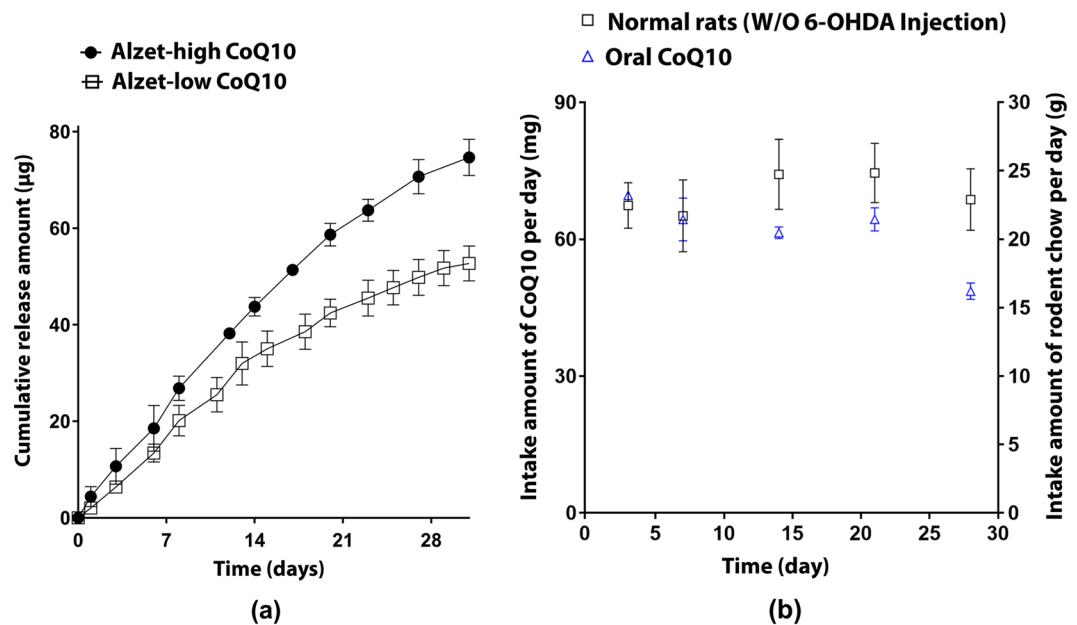 Alzet-high CoQ10
Alzet-low CoQ10
Cumulative release amount (µg)
80
60
40
20
0
0 7 14 21 28
Time (days)
(a)
Normal rats (W/O 6-OHDA Injection)
Oral CoQ10
Intake amount of CoQ10 per day (mg)
90
60
30
0
0 5 10 15 20 25 30
Time (day)
30
25
20
15
10
5
0
Intake amount of rodent chow per day (g)
(b)